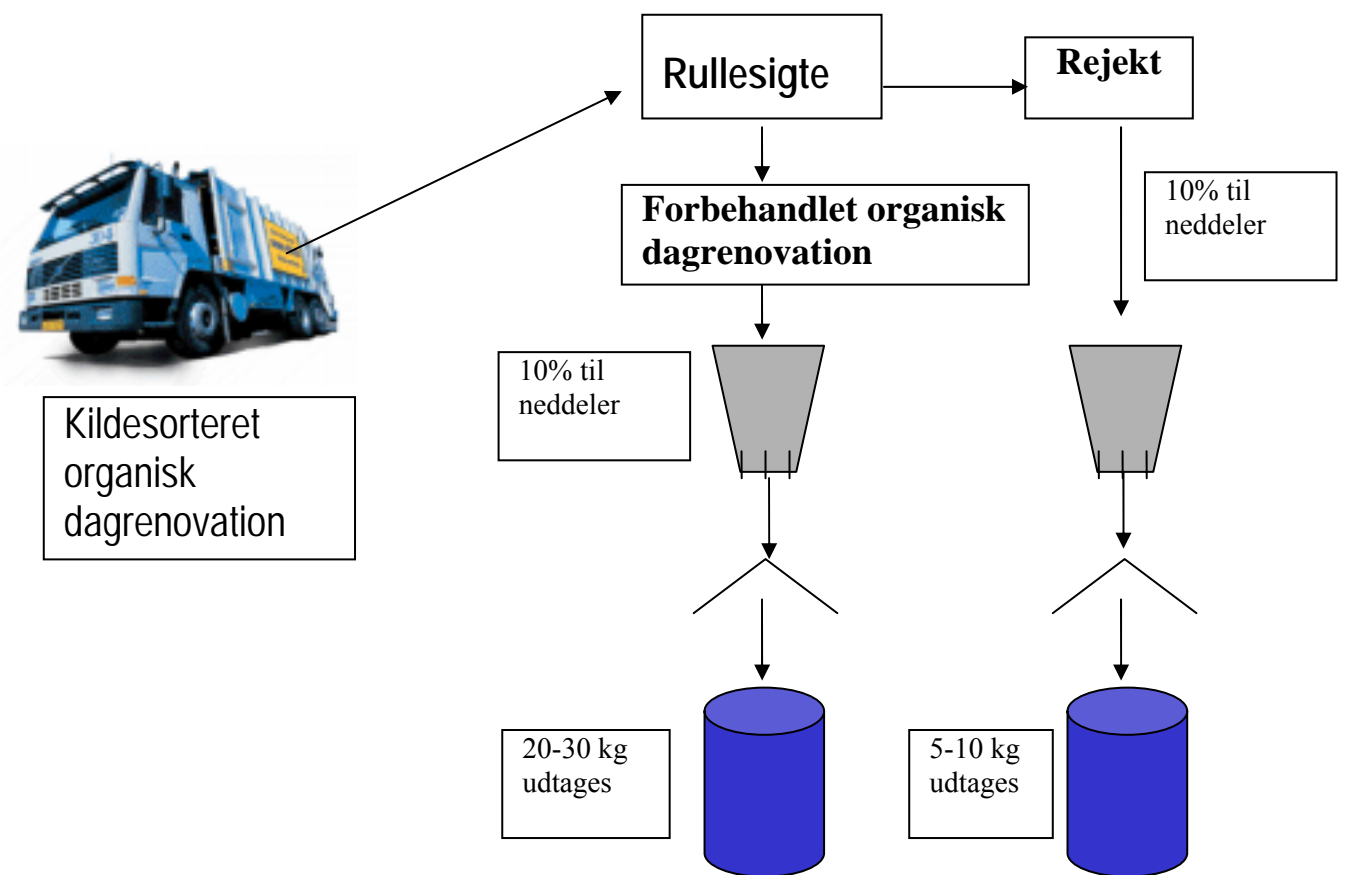 Rullesigte
Rejekt
Forbehandlet organisk
dagrenovation
10% til
neddeler
10% til
neddeler
Kildesorteret
organisk
dagrenovation
20-30 kg
udtages
5-10 kg
udtages